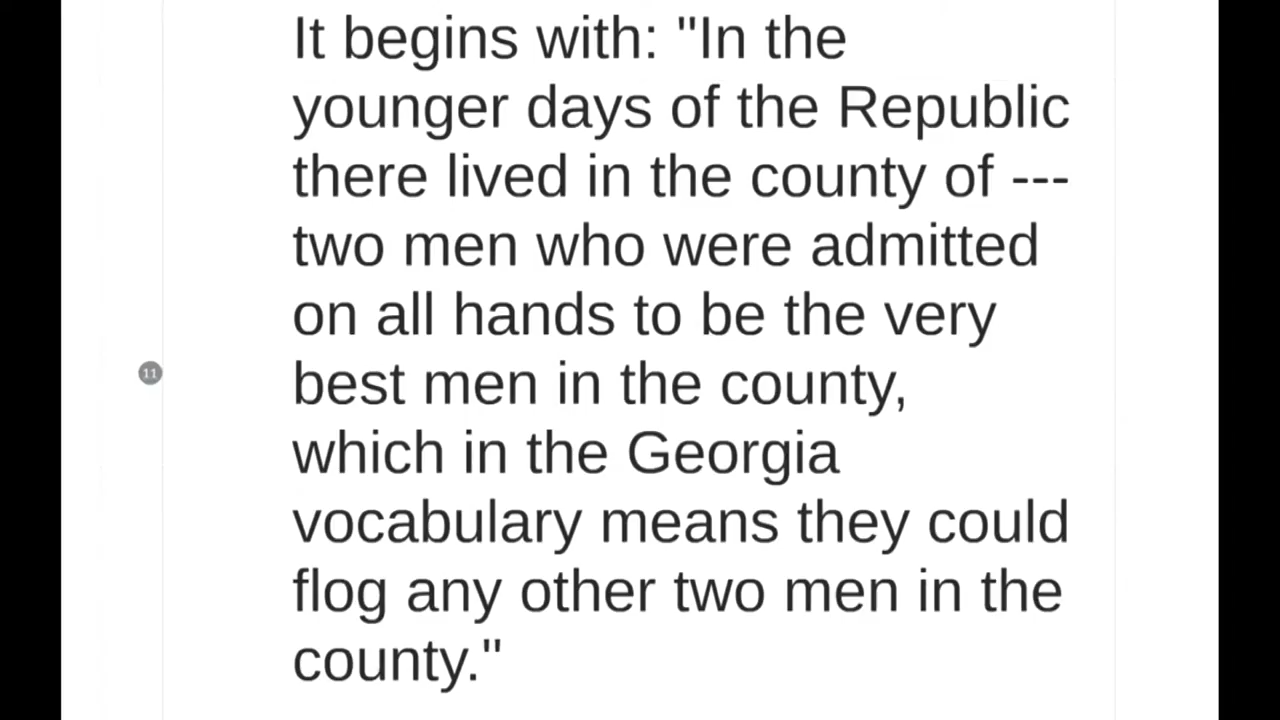 It begins with: "In the
younger days of the Republic
there lived in the county of ---
two men who were admitted
on all hands to be the very
best men in the county,
11
which in the Georgia
vocabulary means they could
flog any other two men in the
county."